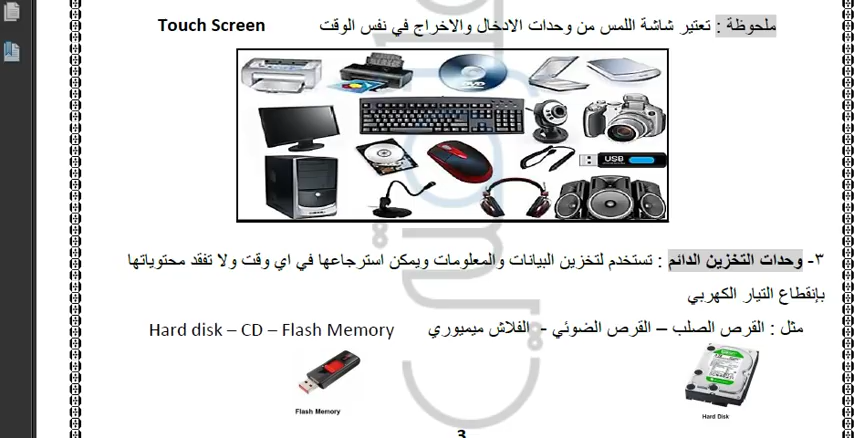 ملحوظة : تعتبر شاشة اللمس من وحدات الادخال والاخراج في نفس الوقت Touch Screen
DVD
USB
٣- وحدات التخزين الدائم : تستخدم لتخزين البيانات والمعلومات ويمكن استرجاعها في اي وقت ولا تفقد محتوياتها
بإنقطاع التيار الكهربي
مثل : القرص الصلب – القرص الضوئي - الفلاش ميميوري Hard disk – CD – Flash Memory
Flash Memory
Hard Disk
3